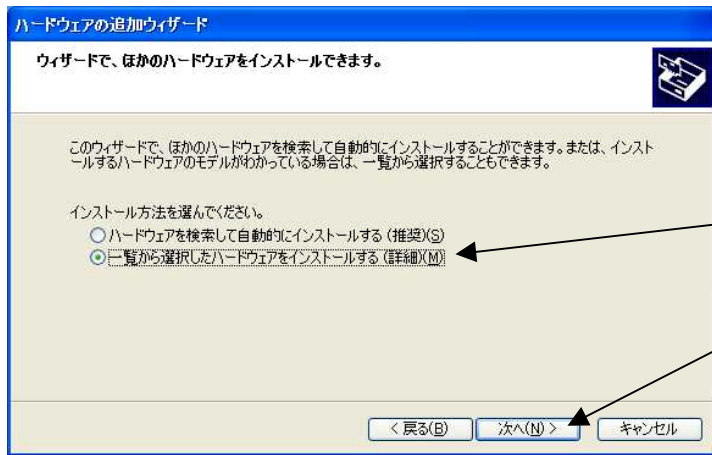 ハードウェアの追加ウィザード
ウィザードで、ほかのハードウェアをインストールできます。
このウィザードで、ほかのハードウェアを検索して自動的にインストールすることができます。または、インスト
ールするハードウェアのモデルがわかっている場合は、一覧から選択することもできます。
インストール方法を選んでください。
ハードウェアを検索して自動的にインストールする (推奨)(S)
一覧から選択したハードウェアをインストールする (詳細)(M)
< 戻る(B) 次へ(N) > キャンセル